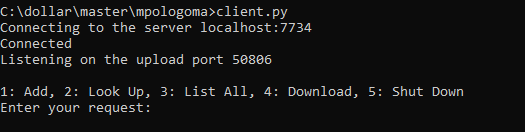 C:\dollar\master\mpologoma>client.py
Connecting to the server localhost:7734
Connected
Listening on the upload port 50806
1: Add, 2: Look Up, 3: List All, 4: Download, 5: Shut Down
Enter your request: